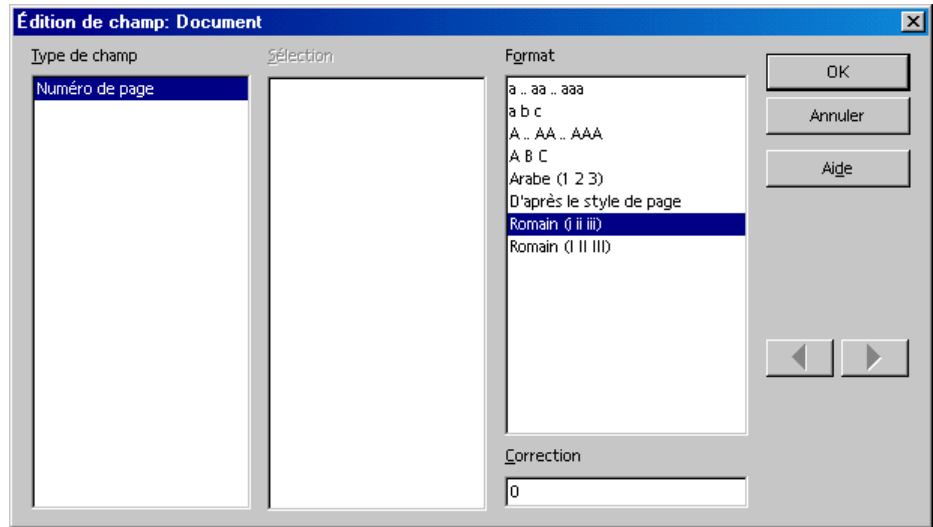 Édition de champ: Document
Type de champ
Numéro de page
Sélection
Format
a .. aa .. aaa
a b c
A .. AA .. AAA
A B C
Arabe (1 2 3)
D'après le style de page
Romain (i ii iii)
Romain (I II III)
Correction
0
OK
Annuler
Aide